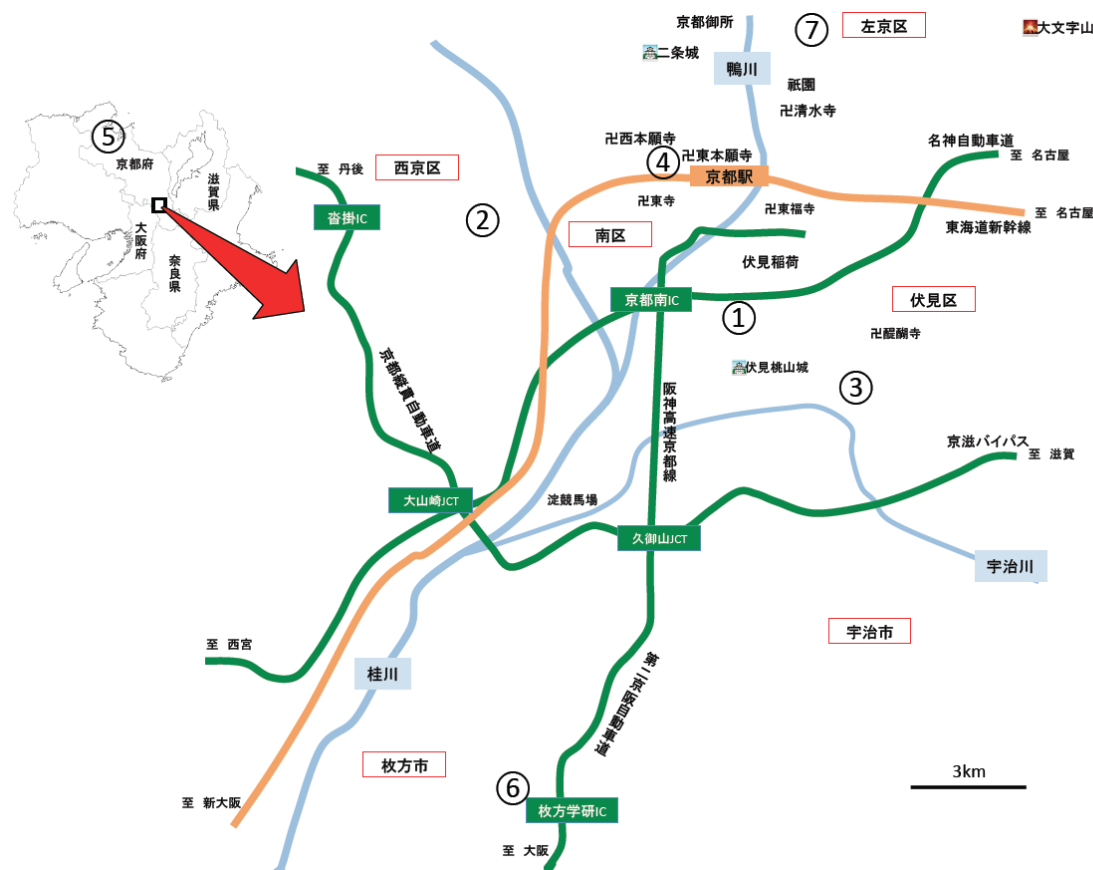 京都御所
⑦
左京区
大文字山
二条城
鴨川
祇園
卍清水寺
⑤
京都府
滋賀県
大阪府
奈良県
卍西本願寺
④
卍東本願寺
京都駅
名神自動車道
至 名古屋
至 丹後
西京区
沓掛IC
②
卍東寺
卍東福寺
南区
至 名古屋
東海道新幹線
伏見稲荷
京都南IC
①
伏見区
卍醍醐寺
伏見桃山城
③
京都縦貫自動車道
阪神高速京都線
京滋バイパス
至 滋賀
大山崎JCT
淀競馬場
久御山JCT
宇治川
宇治市
至 西宮
桂川
第二京阪自動車道
枚方市
⑥
枚方学研IC
3km
至 新大阪
至 大阪